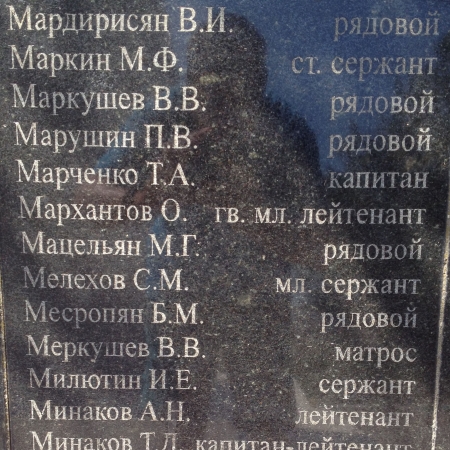 Мардирисян В.И. рядовой
Маркин М.Ф. ст. сержант
Маркушев В.В. рядовой
Марушин П.В. рядовой
Марченко Т.А. капитан
Мархантов О. гв. мл. лейтенант
Мацельян М.Г. рядовой
Мелехов С.М. мл. сержант
Месропян Б.М. рядовой
Меркушев В.В. матрос
Милютин И.Е. сержант
Минаков А.Н. лейтенант
Минаков Т.Д. капитан-лейтенант